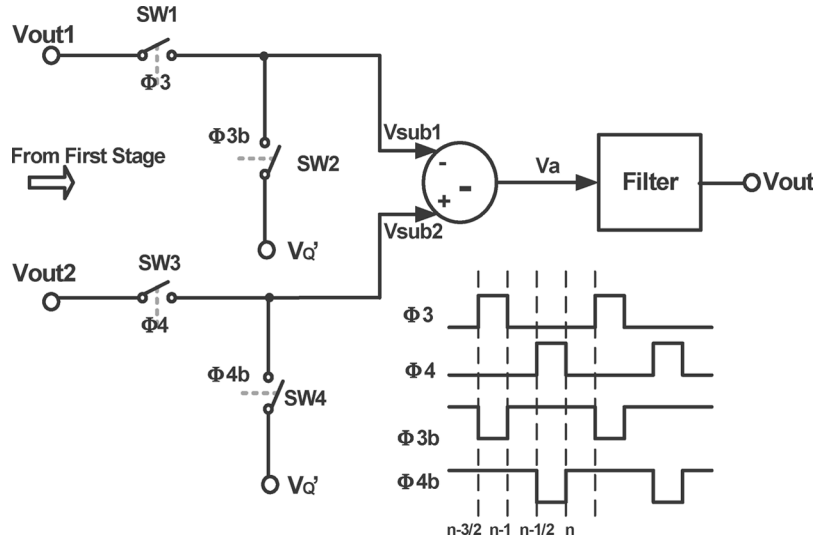 SW1
Vout1
Φ3
Φ3b
SW2
Vsub1
From First Stage
-
+
-
Va
Filter
Vout
VQ'
Vsub2
SW3
Vout2
Φ4
Φ4b
SW4
VQ'
Φ3
Φ4
Φ3b
Φ4b
n-3/2 n-1 n-1/2 n